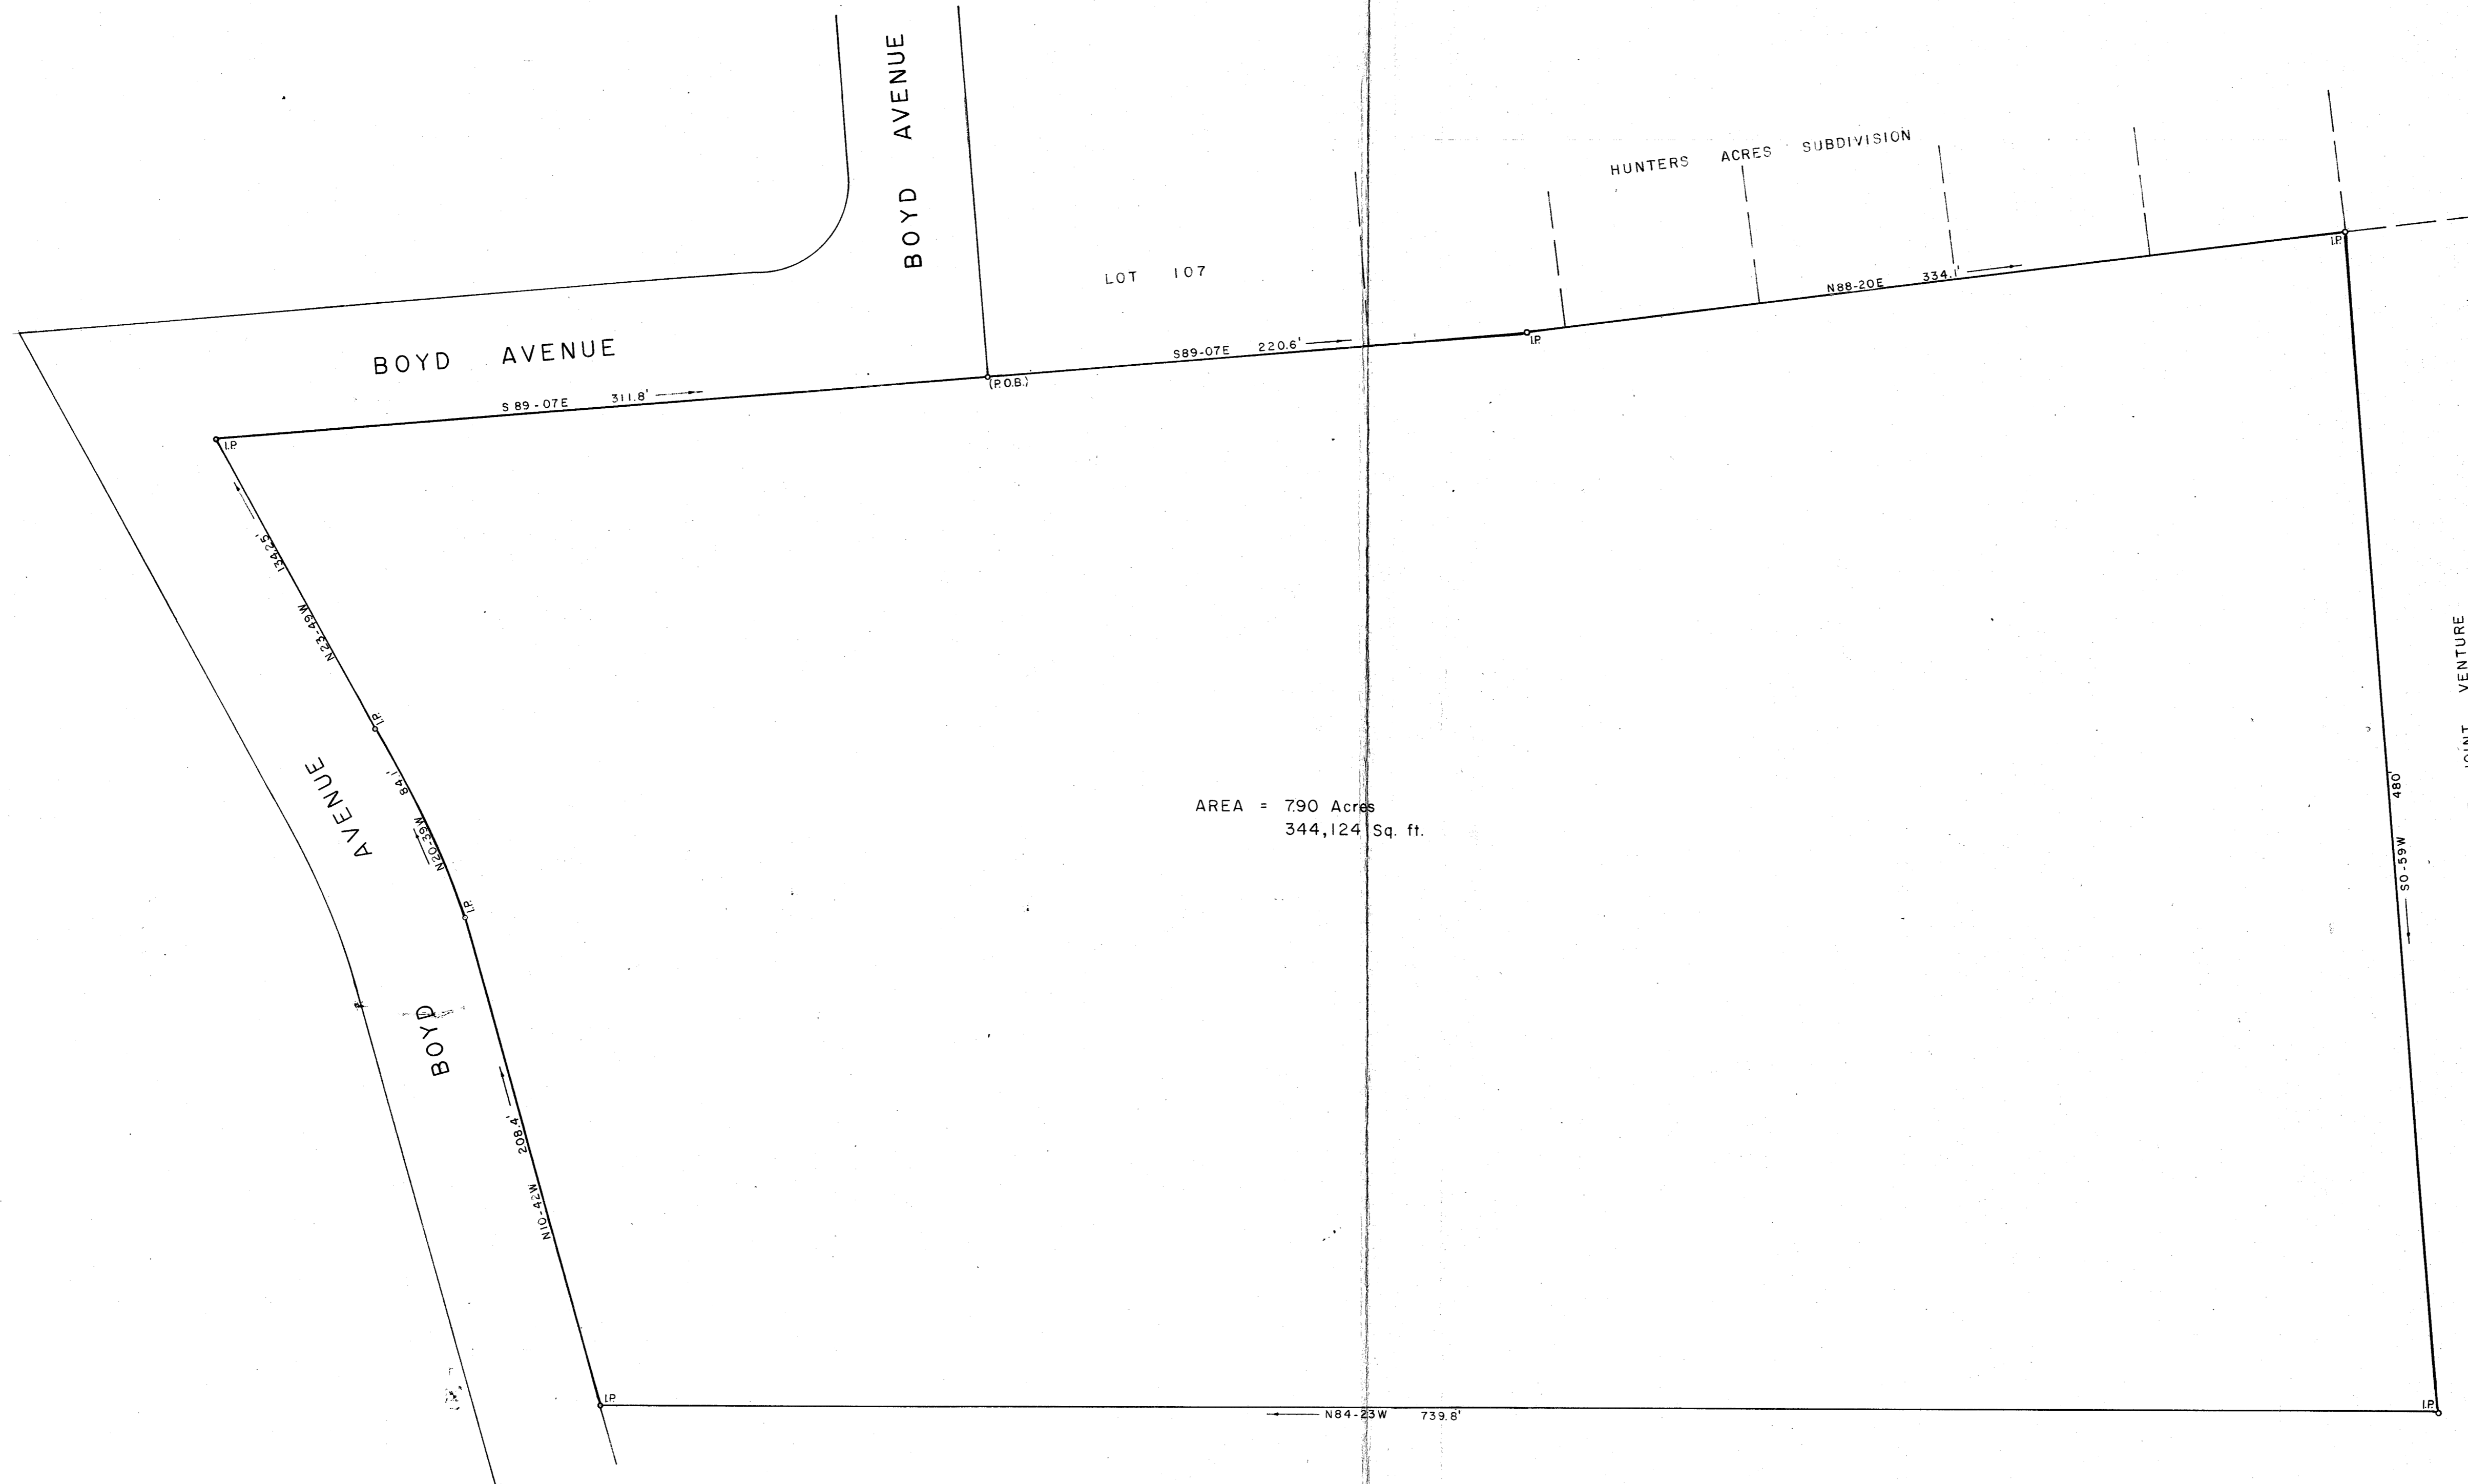 BOYD AVENUE
HUNTERS ACRES SUBDIVISION
LOT 107
I.P.
N88-20E 334.1'
BOYD AVENUE
S89-07E 220.6'
I.P.
(P.O.B.)
S 89-07E 311.8'
I.P.
134.25'
N23-49W
I.P.
84.1'
N20-39W
I.P.
BOYD AVENUE
AREA = 7.90 Acres
344,124 Sq. ft.
480'
S0-59W
VENTURE
208.4'
N10-42W
I.P.
N84-23W 739.8'
I.P.